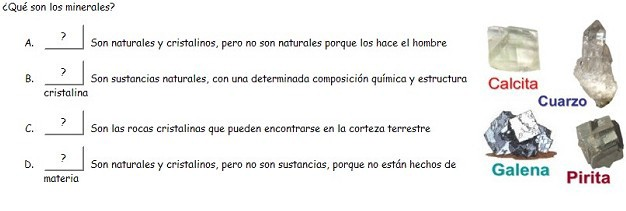 ¿Qué son los minerales?
A. ? Son naturales y cristalinos, pero no son naturales porque los hace el hombre
B. ? Son sustancias naturales, con una determinada composición química y estructura
cristalina
C. ? Son las rocas cristalinas que pueden encontrarse en la corteza terrestre
D. ? Son naturales y cristalinos, pero no son sustancias, porque no están hechos de
materia
Calcita
Cuarzo
Galena
Pirita